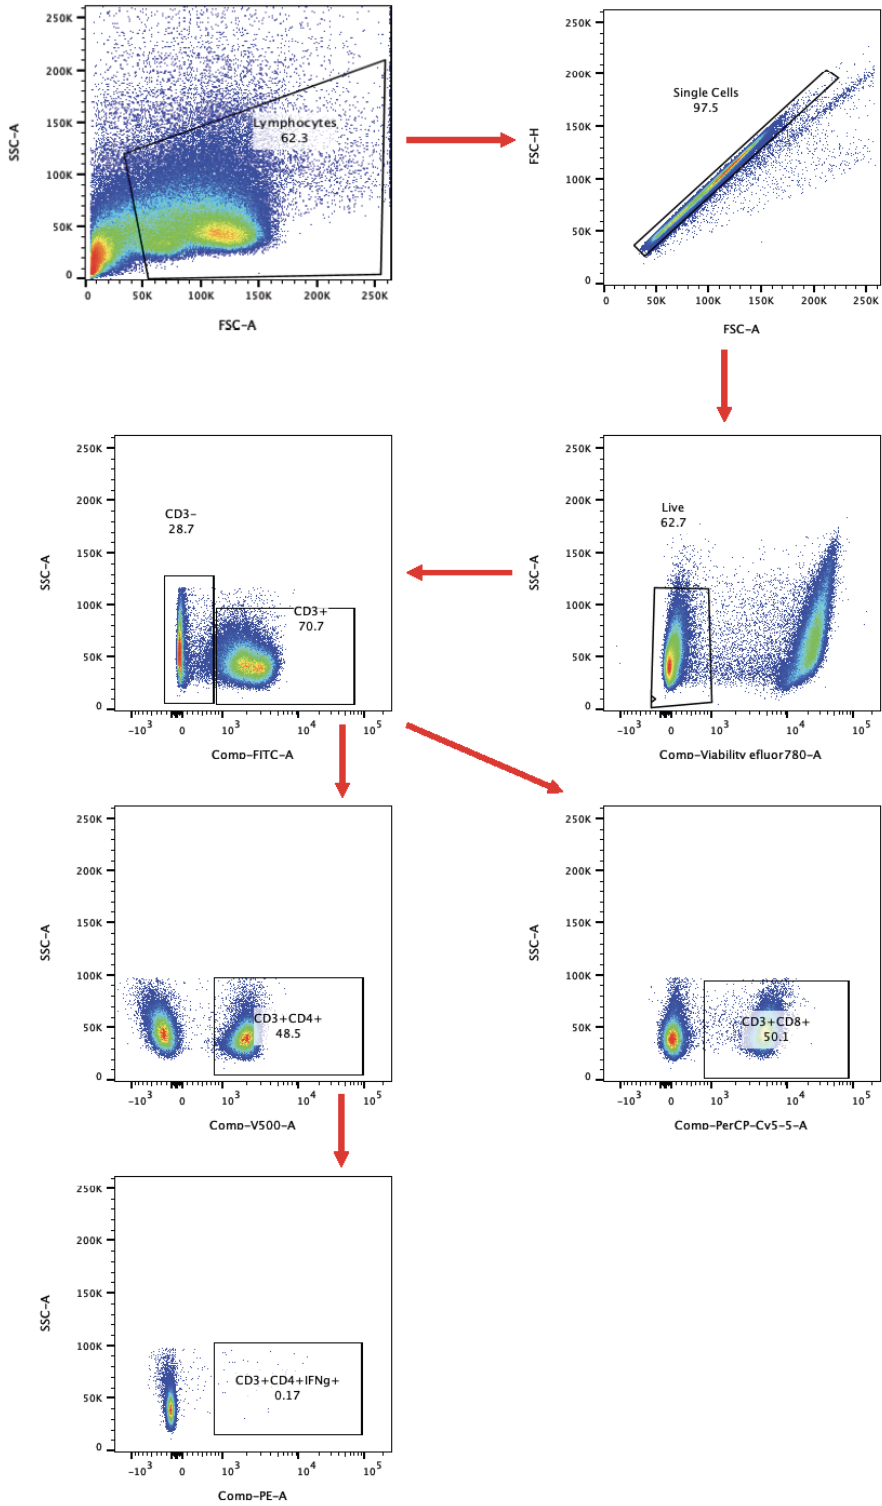 250K
200K
150K
100K
50K
0
SSC-A
Lymphocytes
62.3
0
50K
100K
150K
200K
250K
FSC-A
250K
200K
150K
100K
50K
0
FSC-H
Single Cells
97.5
0
50K
100K
150K
200K
250K
FSC-A
250K
200K
150K
100K
50K
0
SSC-A
CD3-
28.7
CD3+
70.7
-10³
0
10³
10⁴
10⁵
Comp-FITC-A
250K
200K
150K
100K
50K
0
SSC-A
Live
62.7
-10³
0
10³
10⁴
10⁵
Comp-Viability efluor780-A
250K
200K
150K
100K
50K
0
SSC-A
CD3+CD4+
48.5
-10³
0
10³
10⁴
10⁵
Comp-V500-A
250K
200K
150K
100K
50K
0
SSC-A
CD3+CD8+
50.1
-10³
0
10³
10⁴
10⁵
Comp-PerCP-Cy5-5-A
250K
200K
150K
100K
50K
0
SSC-A
CD3+CD4+IFNg+
0.17
-10³
0
10³
10⁴
10⁵
Comp-PE-A